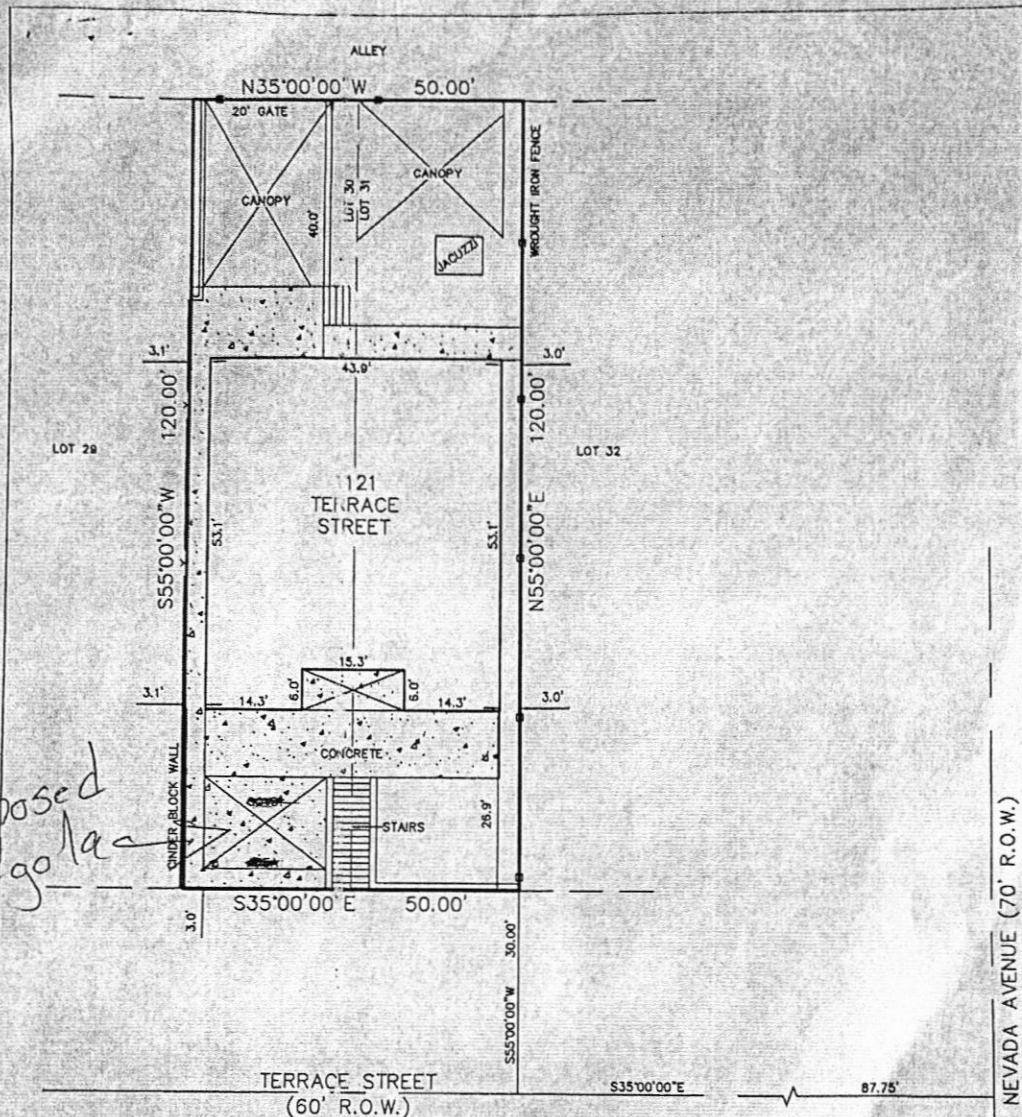 ALLEY
N35°00'00"W 50.00'
20' GATE
CANOPY
40.0'
LOT 30
LOT 31
CANOPY
JACUZZI
WROUGHT IRON FENCE
3.1'
43.9'
3.0'
S55°00'00"W 120.00'
N55°00'00"E 120.00'
LOT 29
LOT 32
121
TERRACE
STREET
53.1'
53.1'
15.3'
6.0'
6.0'
14.3'
14.3'
3.1'
3.0'
CONCRETE
CINDER BLOCK WALL
posed
gola
STAIRS
26.9'
S35°00'00"E 50.00'
3.0'
S55°00'00"W 30.00'
TERRACE STREET
(60' R.O.W.)
S35°00'00"E 87.75'
NEVADA AVENUE (70' R.O.W.)